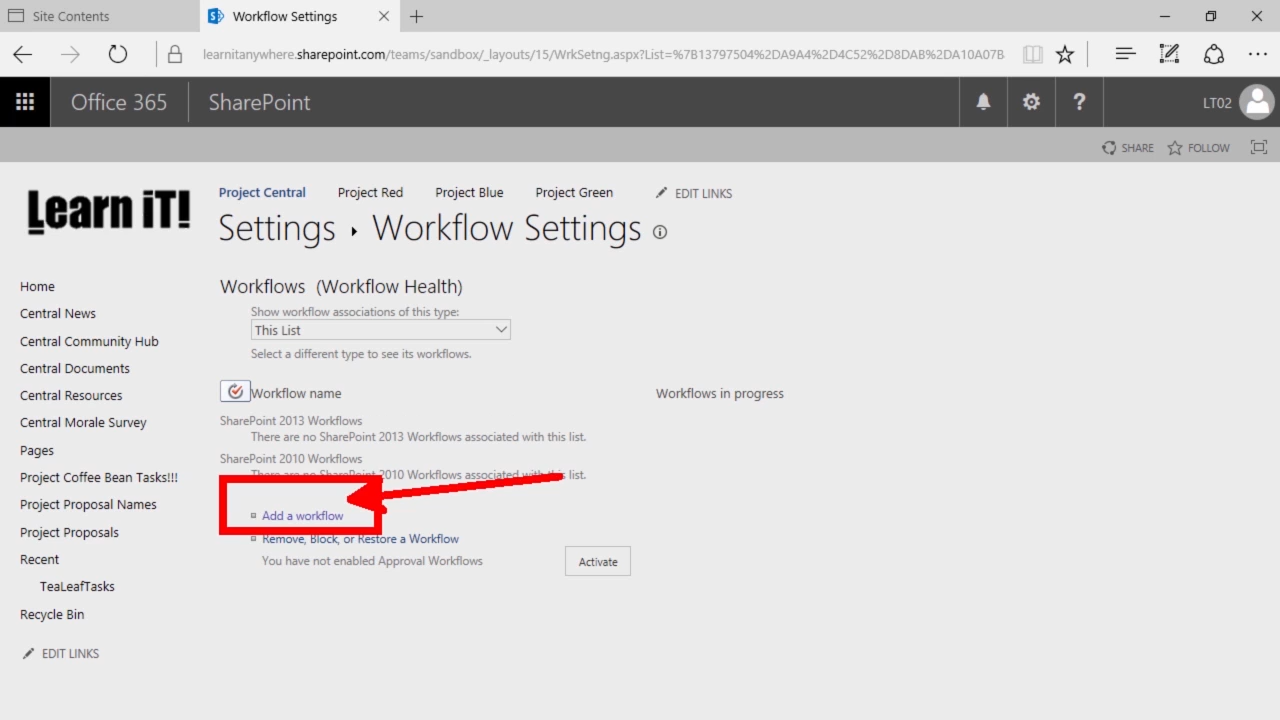 Site Contents
Workflow Settings
learnitanywhere.sharepoint.com/teams/sandbox/_layouts/15/WrkSetng.aspx?List=%7B13797504%2DA9A4%2D4C52%2D8DAB%2DA10A07B
Office 365 SharePoint ? LT02
SHARE FOLLOW
Learn iT!
Project Central Project Red Project Blue Project Green EDIT LINKS
Settings ▸ Workflow Settings
Home
Central News
Central Community Hub
Central Documents
Central Resources
Central Morale Survey
Pages
Project Coffee Bean Tasks!!!
Project Proposal Names
Project Proposals
Recent
TeaLeafTasks
Recycle Bin
EDIT LINKS
Workflows (Workflow Health)
Show workflow associations of this type:
This List
Select a different type to see its workflows.
Workflow name Workflows in progress
SharePoint 2013 Workflows
There are no SharePoint 2013 Workflows associated with this list.
SharePoint 2010 Workflows
There are no SharePoint 2010 Workflows associated with this list.
Add a workflow
Remove, Block, or Restore a Workflow
You have not enabled Approval Workflows Activate